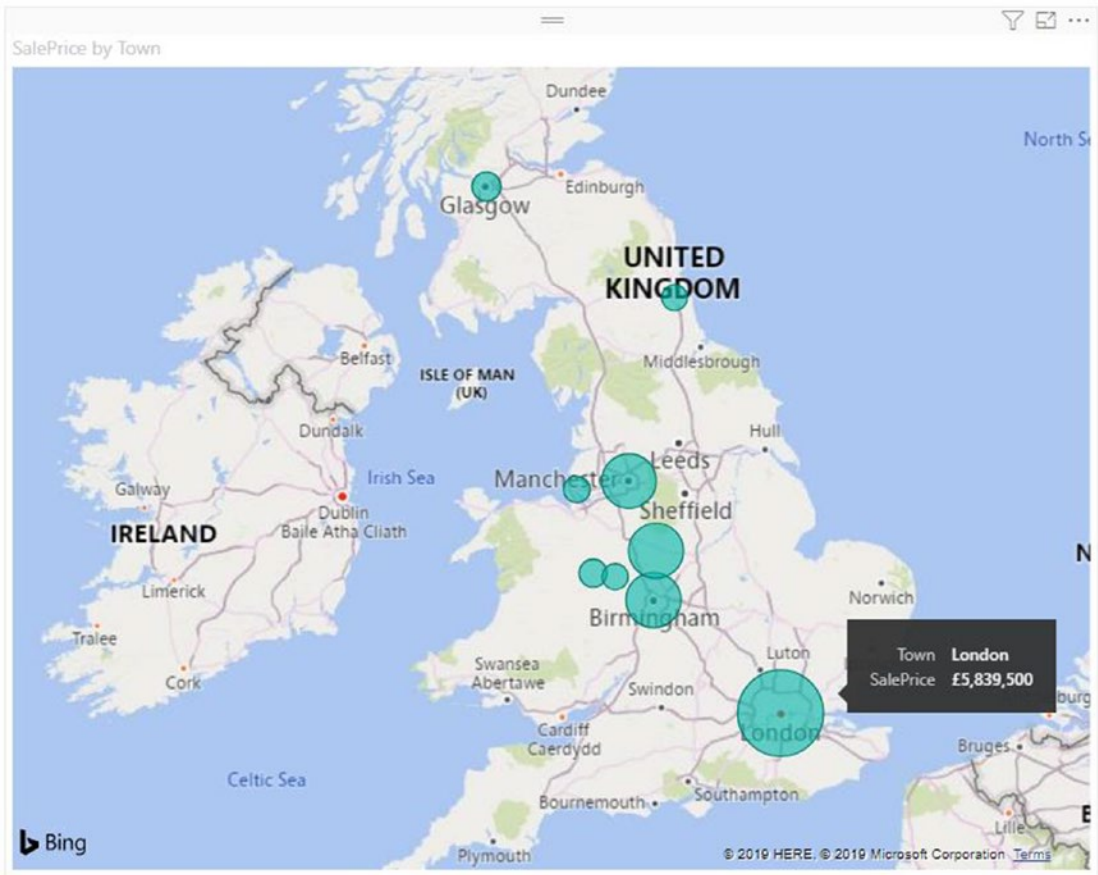 SalePrice by Town
Dundee
North S
Edinburgh
Glasgow
UNITED
KINGDOM
Belfast
ISLE OF MAN
(UK)
Middlesbrough
Dundalk
Hull
Leeds
Irish Sea
Manchester
Galway
Dublin
Baile Atha Cliath
Sheffield
IRELAND
N
Limerick
Norwich
Birmingham
Tralee
Luton
Town London
SalePrice £5,839,500
Swansea
Abertawe
Cork
Swindon
burg
Cardiff
Caerdydd
London
Bruges
Celtic Sea
Bournemouth
Southampton
Lille
E
Bing
Plymouth
© 2019 HERE, © 2019 Microsoft Corporation Terms